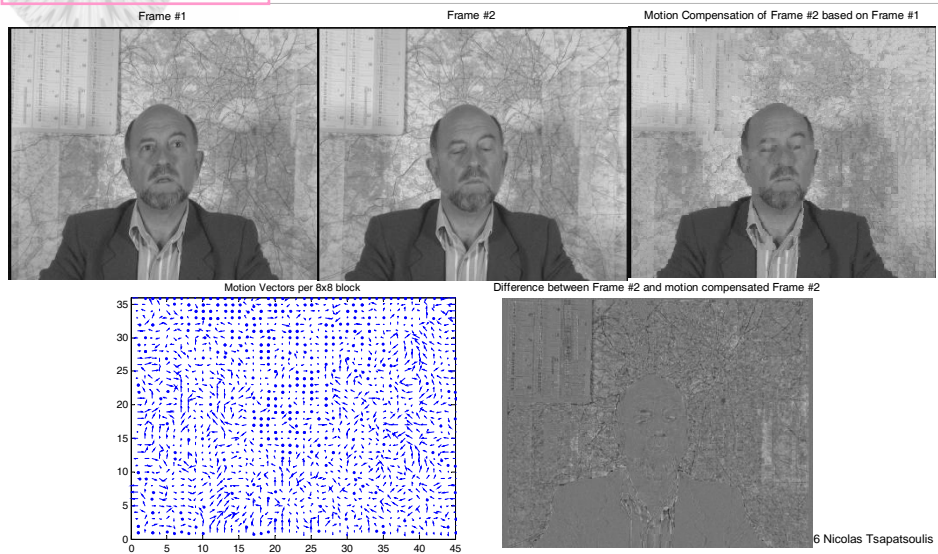 Frame #1
Frame #2
Motion Compensation of Frame #2 based on Frame #1
Motion Vectors per 8x8 block
35
30
25
20
15
10
5
0
0 5 10 15 20 25 30 35 40 45
Difference between Frame #2 and motion compensated Frame #2
6 Nicolas Tsapatsoulis